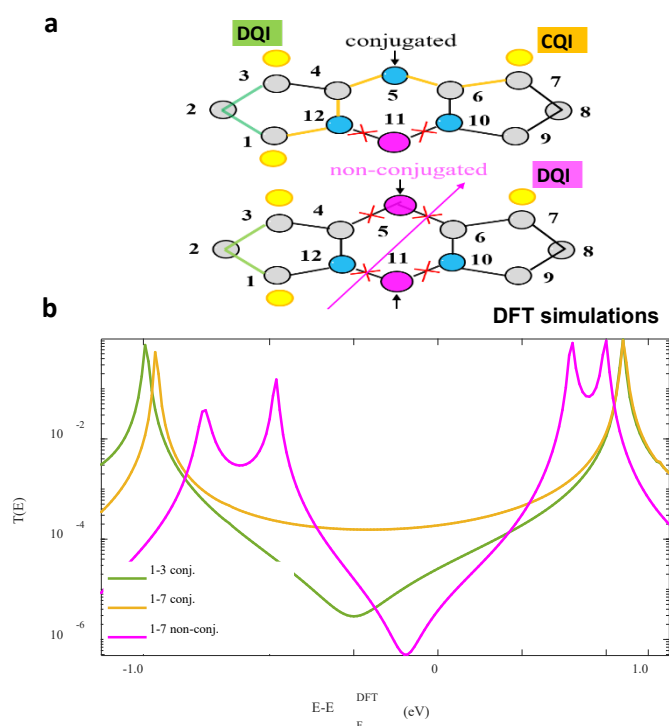 a
DQI
conjugated
CQI
3
4
5
6
7
2
8
12
11
10
1
9
non-conjugated
DQI
3
4
5
6
7
2
8
12
11
10
1
9
b
DFT simulations
10 -2
10 -4
10 -6
T(E)
1-3 conj.
1-7 conj.
1-7 non-conj.
-1.0
0
1.0
E-E DFT F (eV)